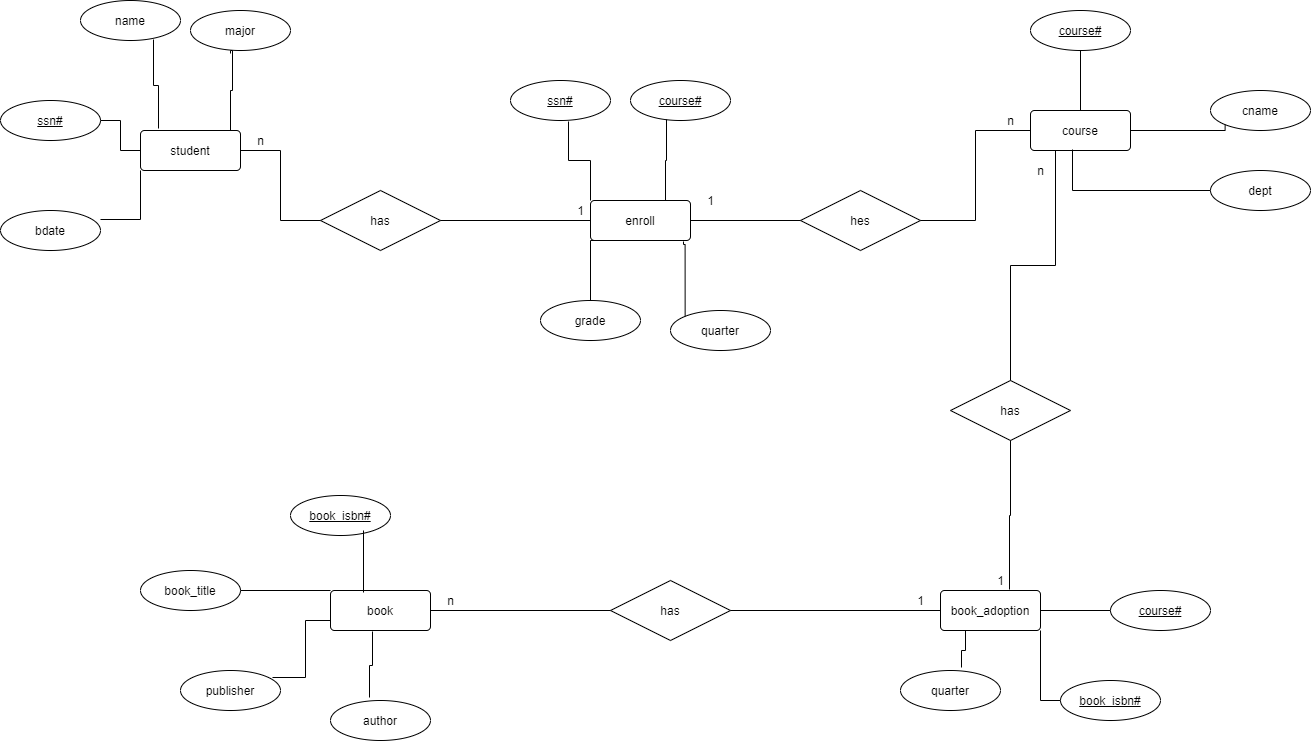 name
major
course#
ssn#
course#
cname
ssn#
student
n
n
course
n
dept
bdate
has
1
enroll
1
hes
grade
quarter
has
book_isbn#
book_title
book
n
has
1
1
book_adoption
course#
publisher
author
quarter
book_isbn#